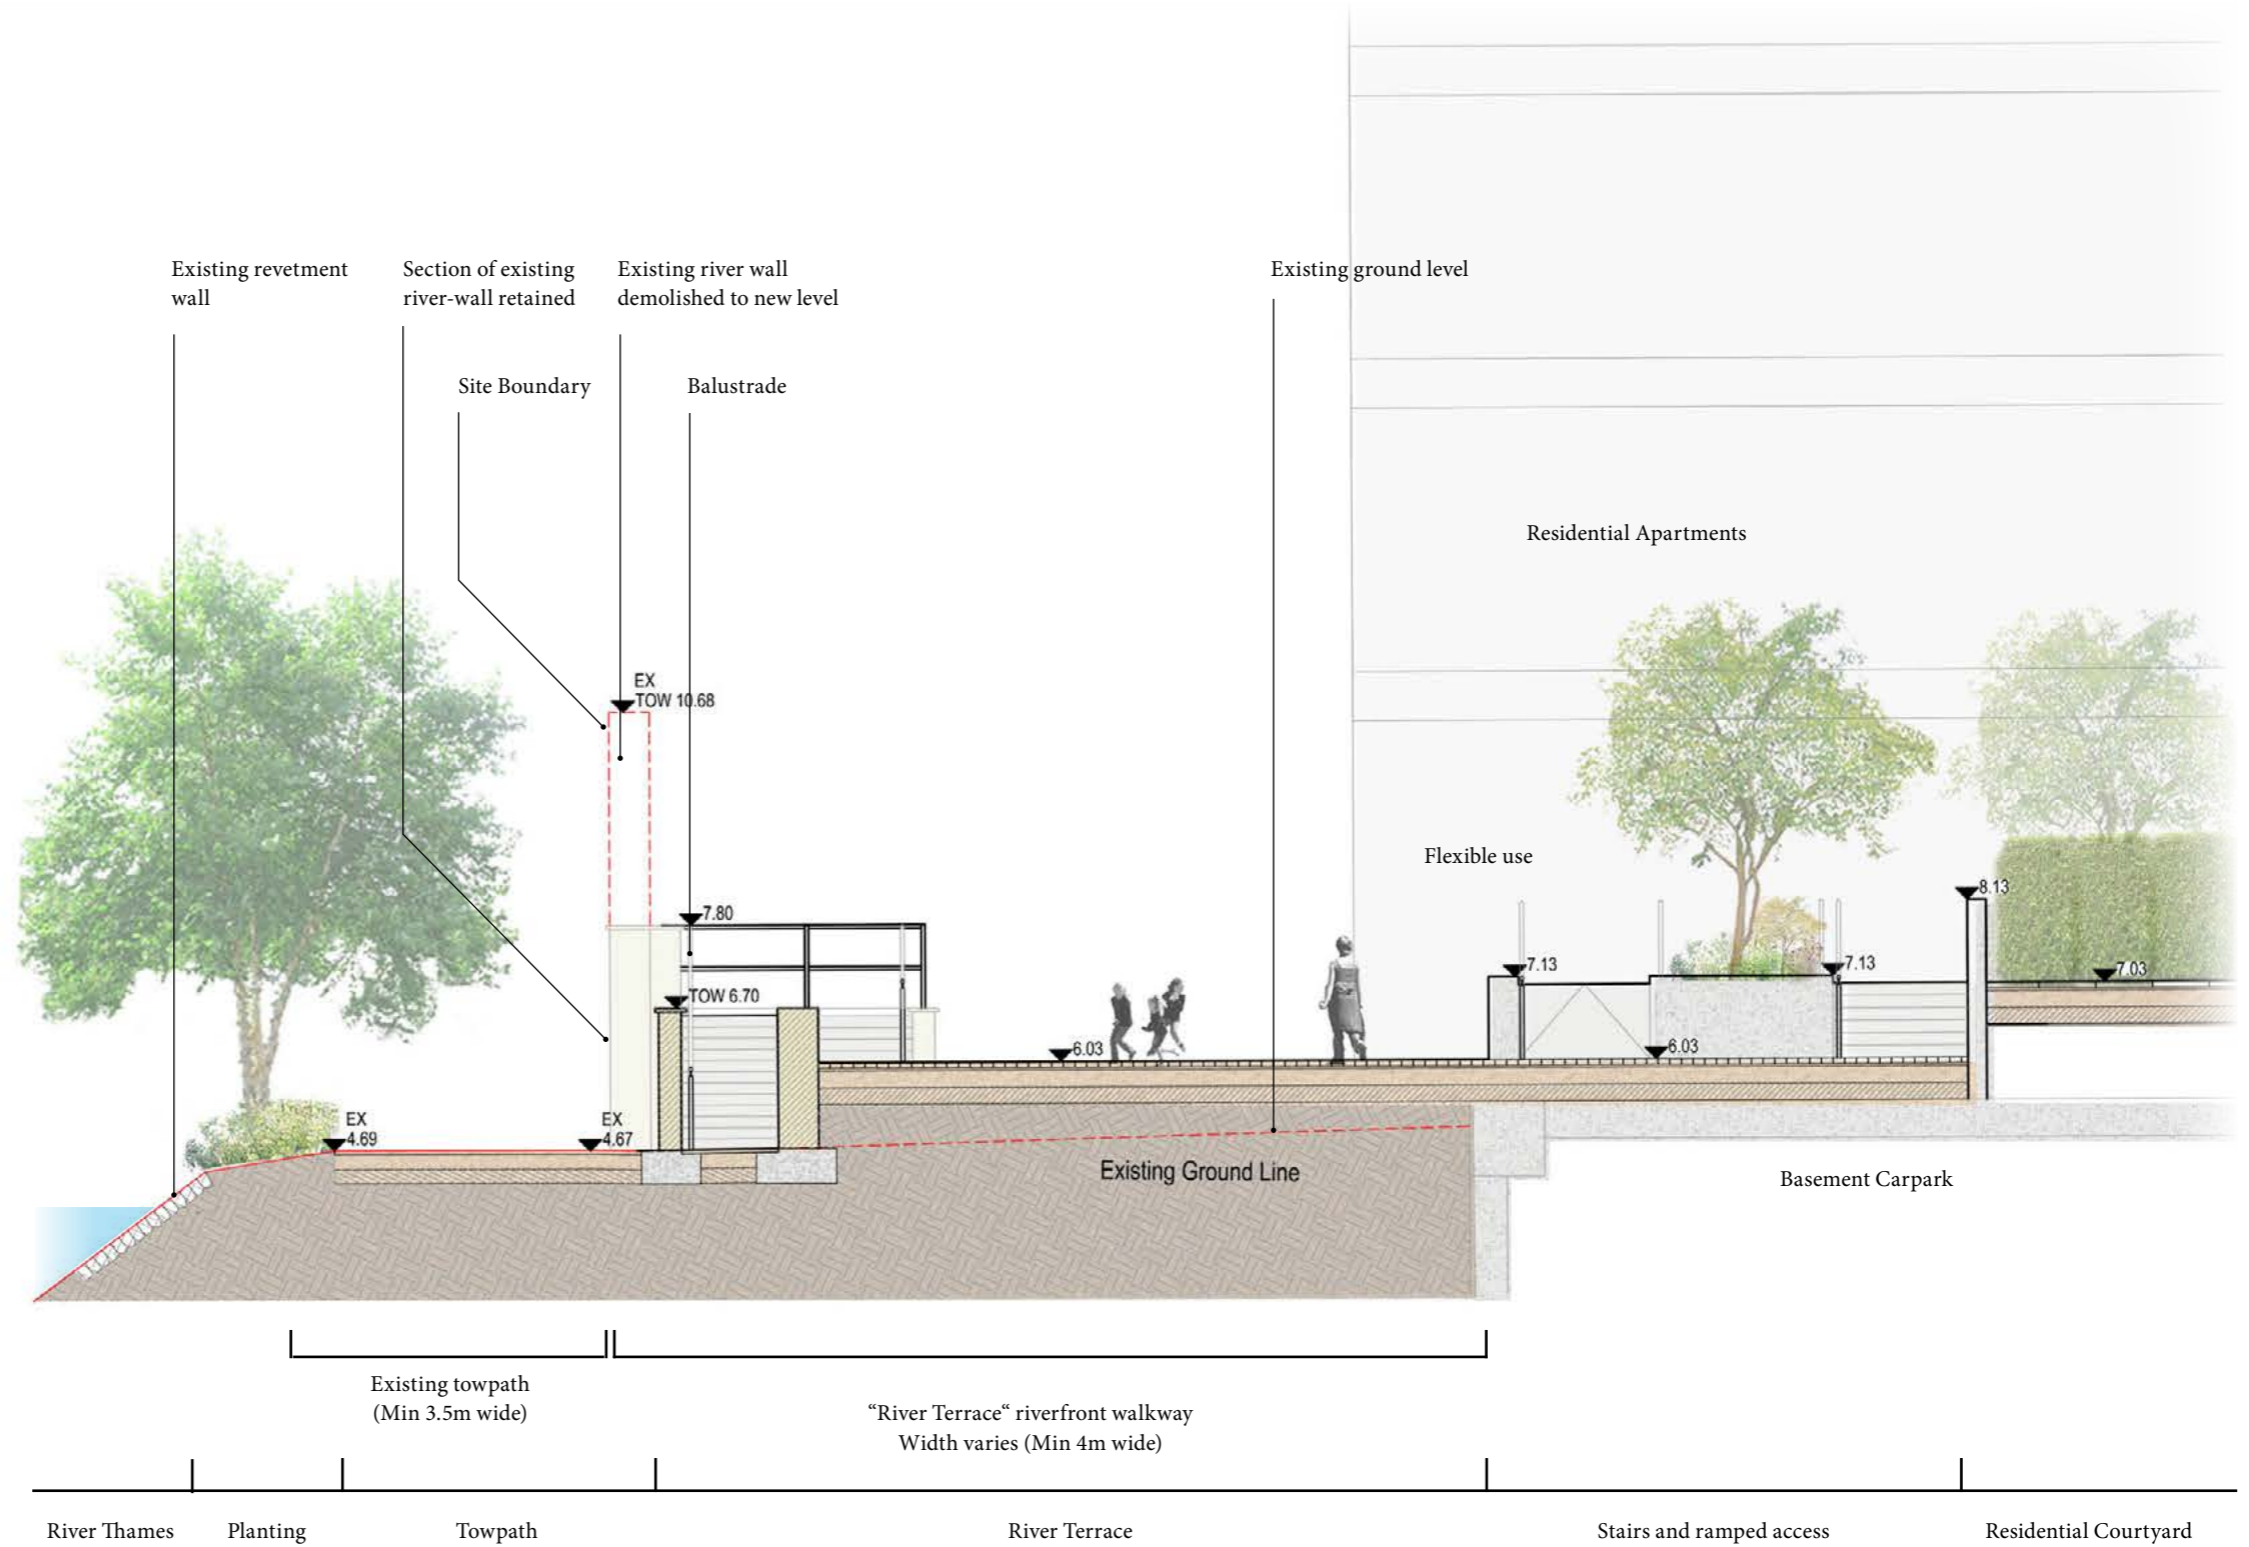 Existing revetment
wall
Section of existing
river-wall retained
Existing river wall
demolished to new level
Existing ground level
Site Boundary
Balustrade
Residential Apartments
EX
TOW 10.68
Flexible use
8.13
7.80
7.13
7.13
7.03
TOW 6.70
6.03
6.03
EX
4.69
EX
4.67
Existing Ground Line
Basement Carpark
Existing towpath
(Min 3.5m wide)
“River Terrace“ riverfront walkway
Width varies (Min 4m wide)
River Thames
Planting
Towpath
River Terrace
Stairs and ramped access
Residential Courtyard